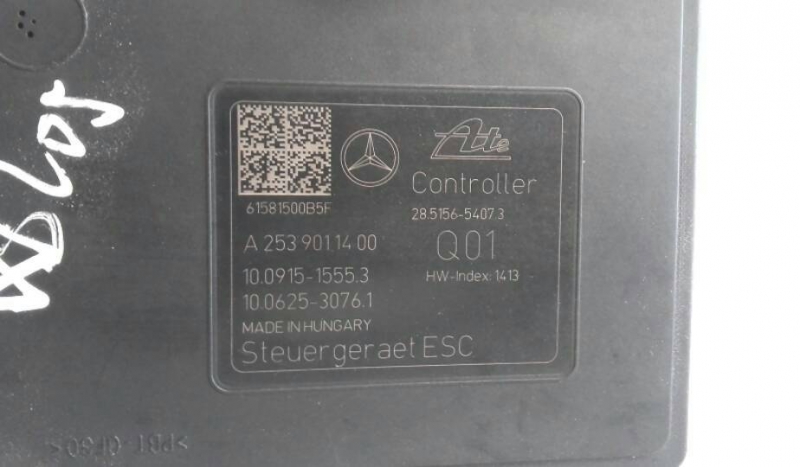 Ate
Controller
61581500B5F
28.5156-5407.3
A 253 901 14 00
Q01
10.0915-1555.3
HW-Index: 1413
10.0625-3076.1
MADE IN HUNGARY
Steuergeraet ESC